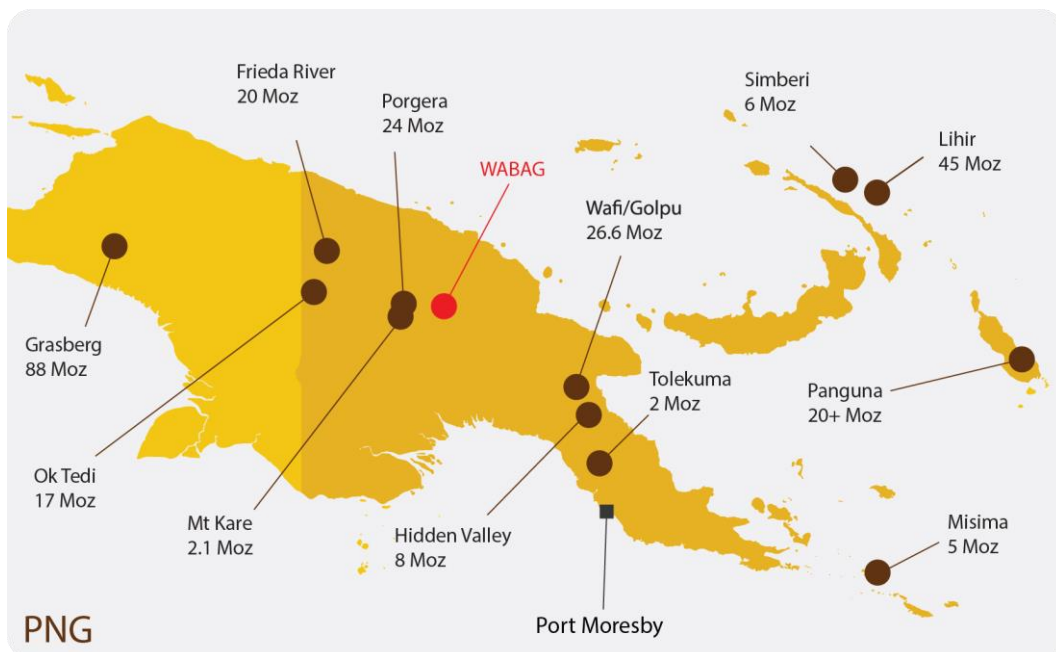 Frieda River
20 Moz
Porgera
24 Moz
WABAG
Simberi
6 Moz
Lihir
45 Moz
Wafi/Golpu
26.6 Moz
Grasberg
88 Moz
Tolekuma
2 Moz
Panguna
20+ Moz
Ok Tedi
17 Moz
Mt Kare
2.1 Moz
Hidden Valley
8 Moz
Misima
5 Moz
Port Moresby
PNG